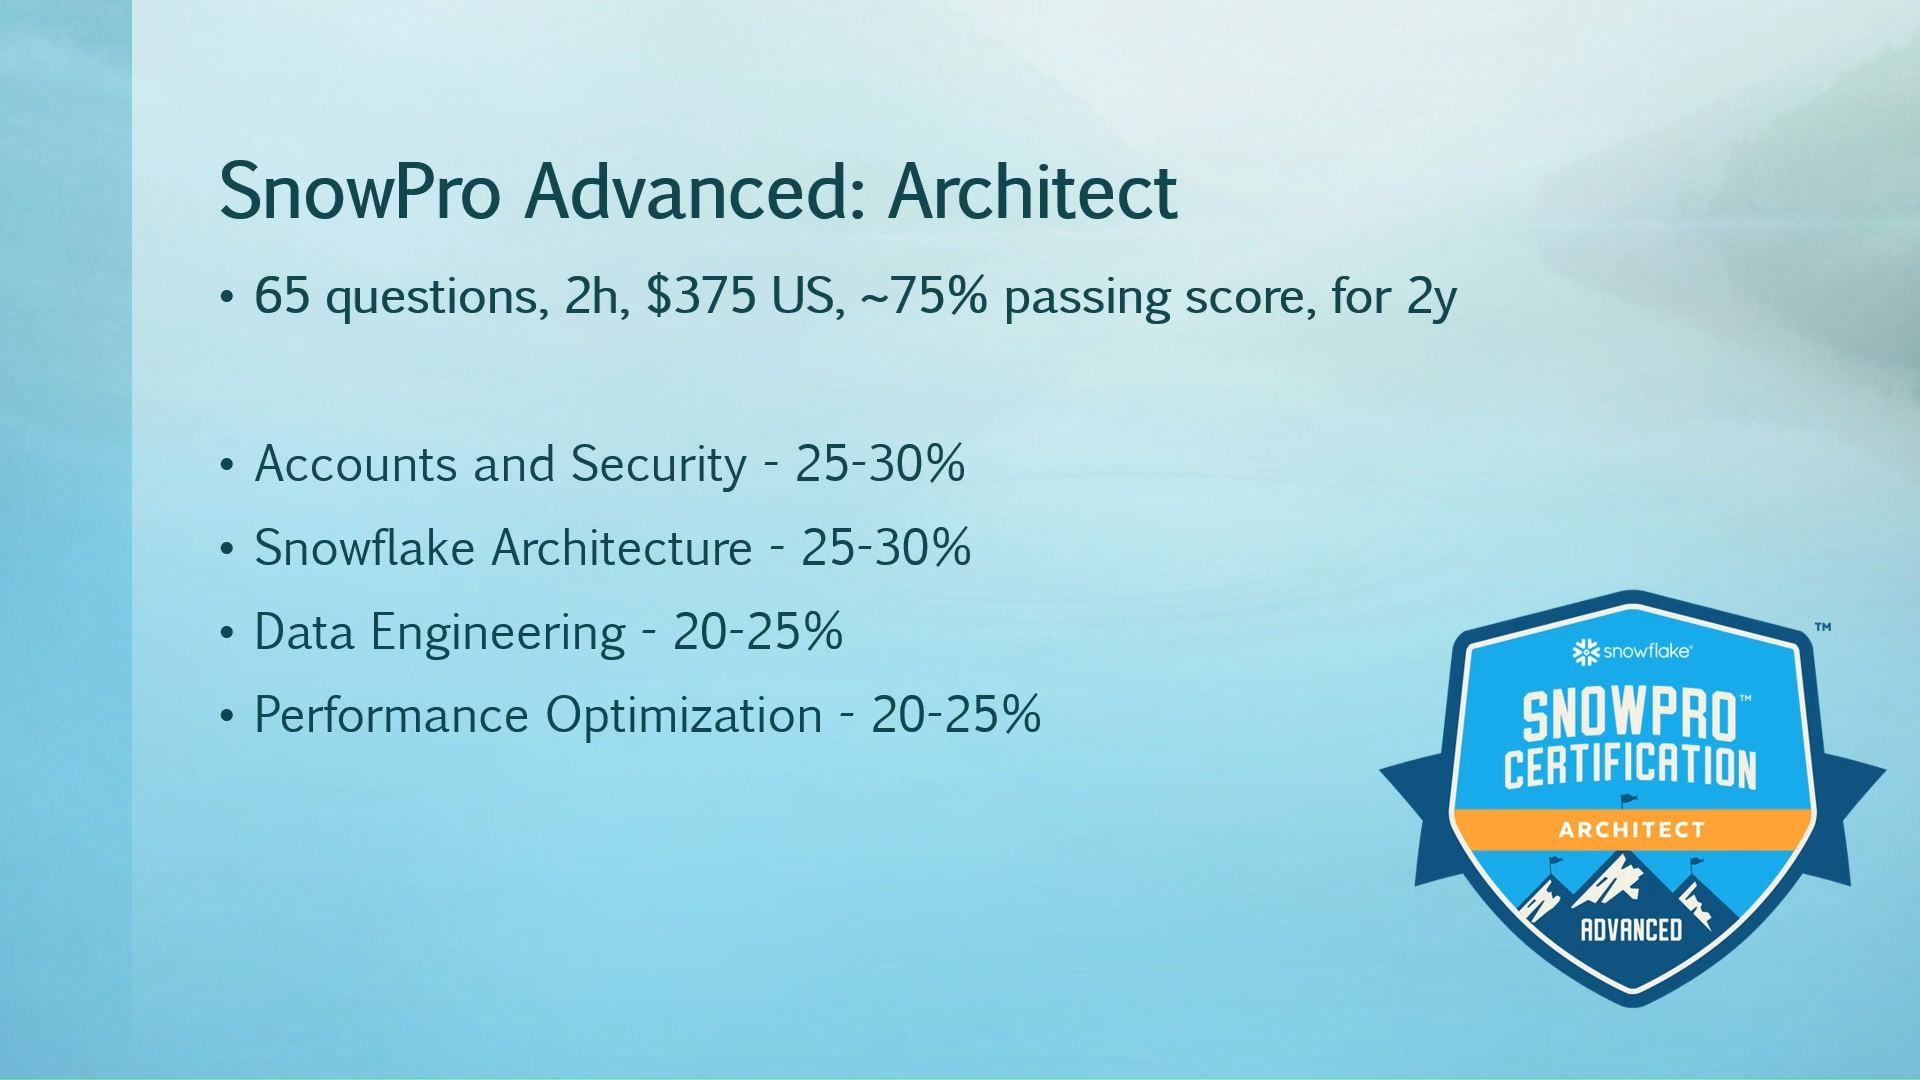 SnowPro Advanced: Architect
• 65 questions, 2h, $375 US, ~75% passing score, for 2y
• Accounts and Security - 25-30%
• Snowflake Architecture - 25-30%
• Data Engineering - 20-25%
• Performance Optimization - 20-25%
TM
snowflake®
SNOWPRO™
CERTIFICATION
ARCHITECT
ADVANCED